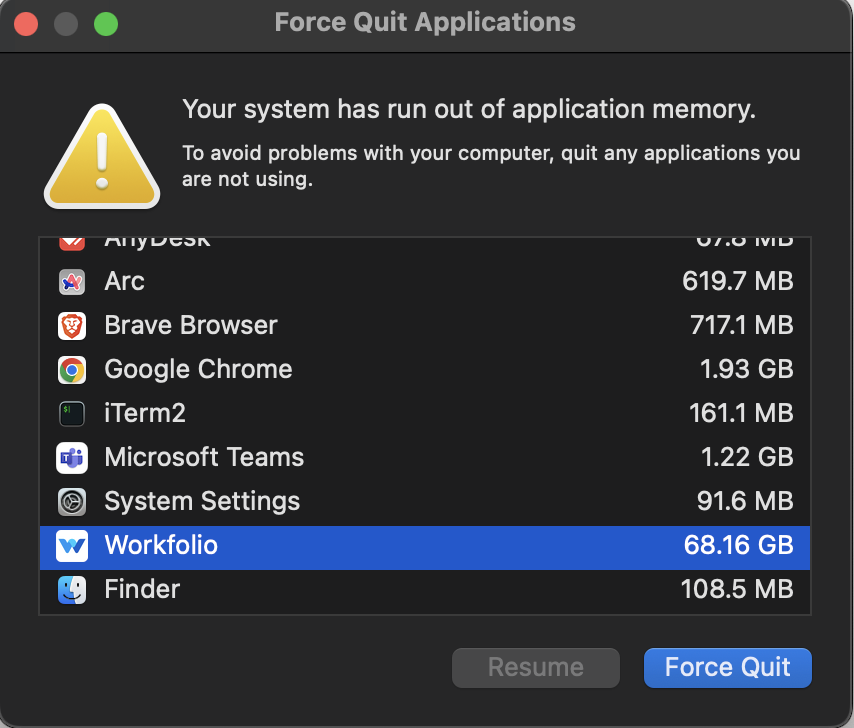 Force Quit Applications
Your system has run out of application memory.
To avoid problems with your computer, quit any applications you
are not using.
AnyDesk 67.8 MB
Arc 619.7 MB
Brave Browser 717.1 MB
Google Chrome 1.93 GB
iTerm2 161.1 MB
Microsoft Teams 1.22 GB
System Settings 91.6 MB
Workfolio 68.16 GB
Finder 108.5 MB
Resume Force Quit